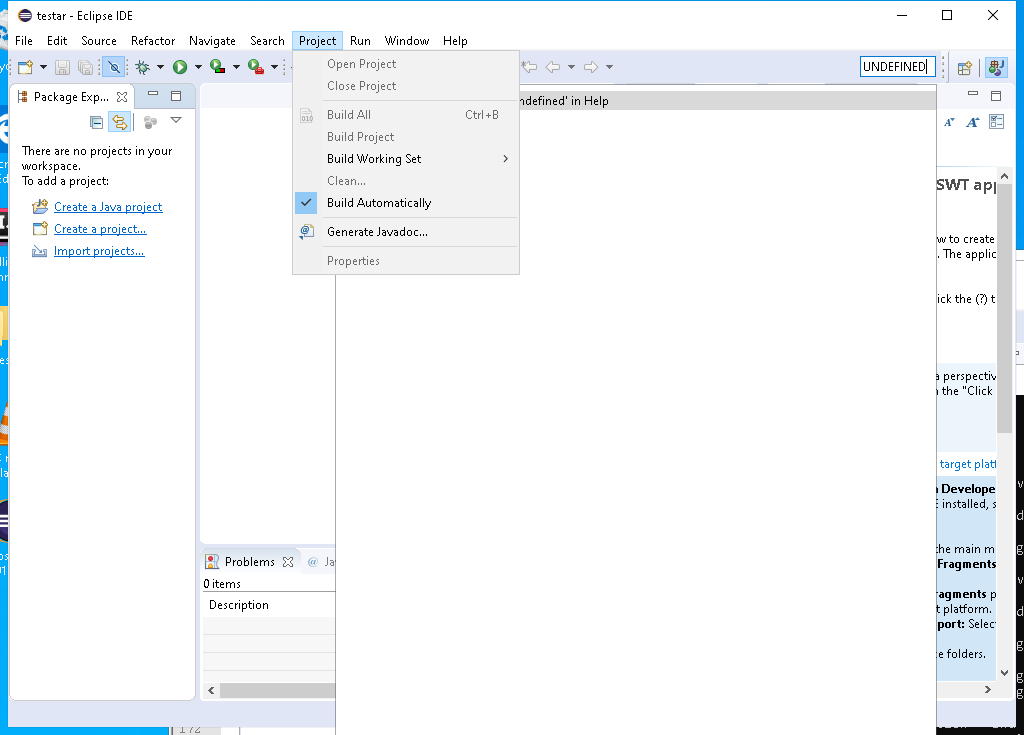 testar - Eclipse IDE
File Edit Source Refactor Navigate Search Project Run Window Help
UNDEFINED
Open Project
Close Project
Build All Ctrl+B
Build Project
Build Working Set
Clean...
Build Automatically
Generate Javadoc...
Properties
ndefined' in Help
Package Exp...
There are no projects in your
workspace.
To add a project:
Create a Java project
Create a project...
Import projects...
SWT app
w to create
. The applic
ick the (?) t
a perspectiv
the "Click
target platf
Develope
E installed, s
the main m
Fragments
ragments p
t platform.
port: Selec
ce folders.
Problems @ Ja
0 items
Description
172